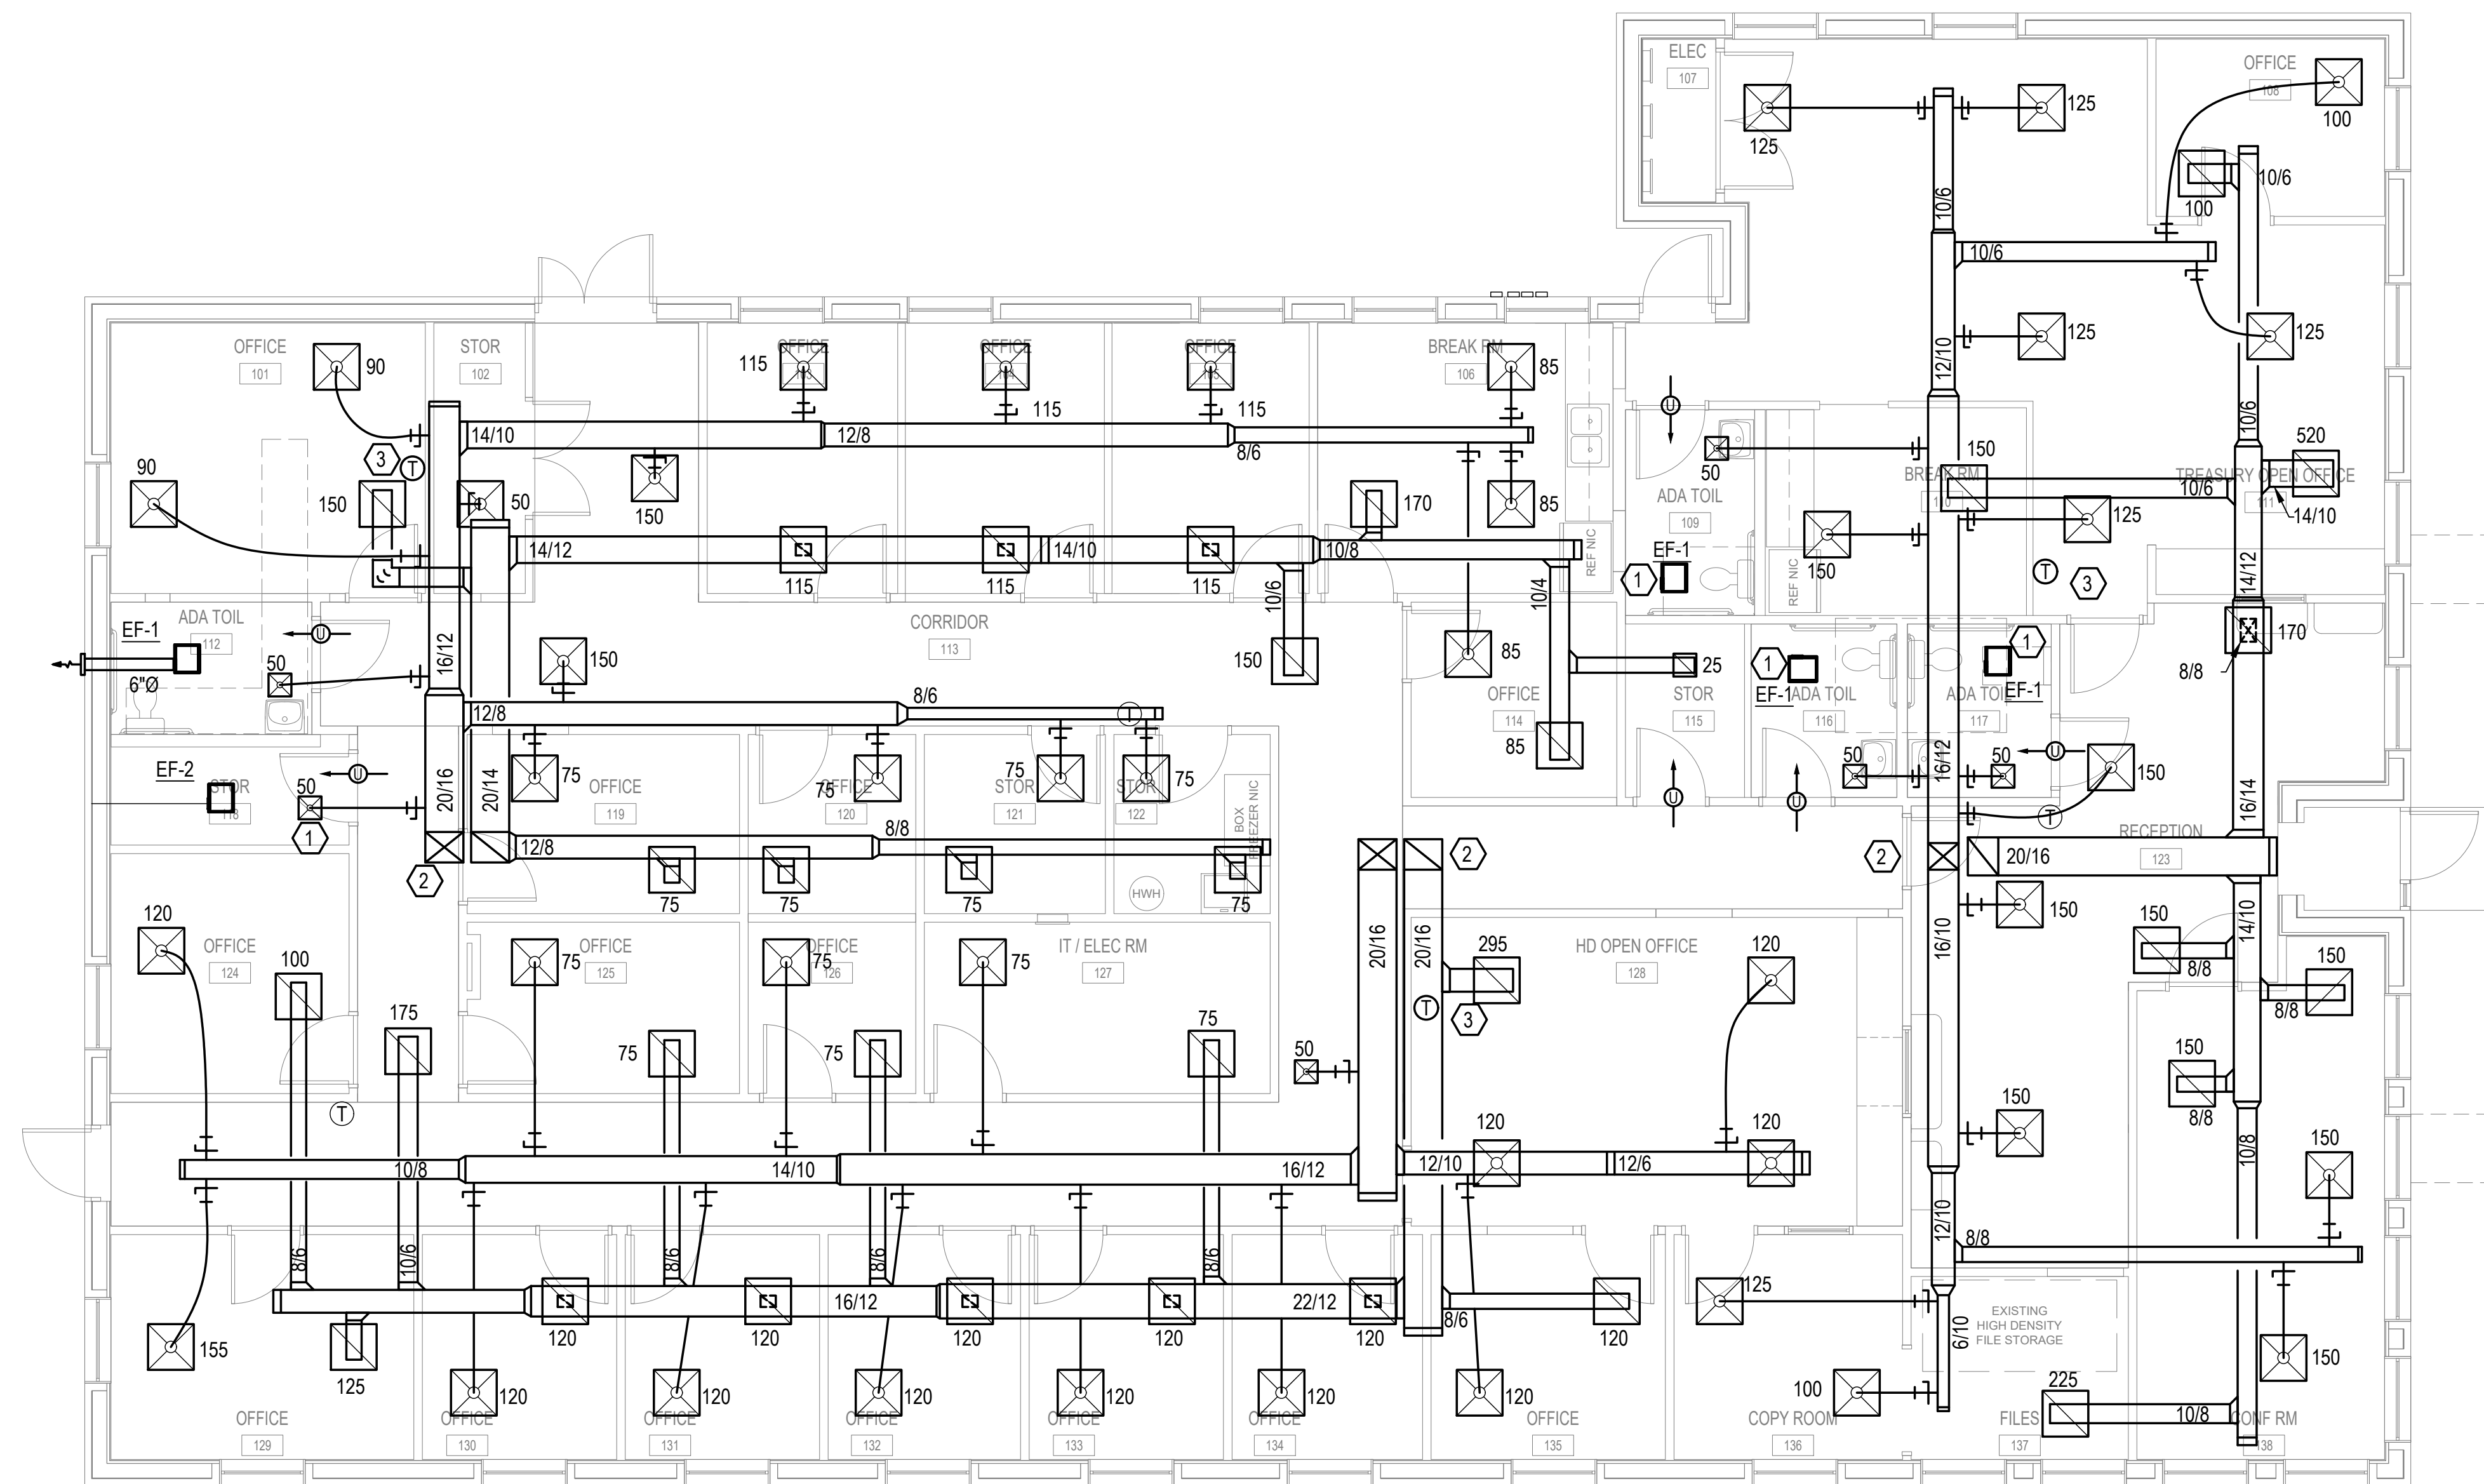 ELEC
107
OFFICE
108
125
125
100
10/6
100
10/6
10/6
125
125
12/10
10/6
OFFICE
101
90
STOR
102
OFFICE
115
103
OFFICE
104
115
OFFICE
105
115
BREAK RM
106
85
14/10
12/8
8/6
3
T
90
150
50
150
85
170
14/12
14/10
10/8
115
115
115
10/6
10/4
REF NIC
U
50
ADA TOIL
109
EF-1
1
150
BREAK RM
110
150
REF NIC
125
T
3
520
TREASURY OPEN OFFICE
111
10/6
14/10
14/12
170
8/8
ADA TOIL
112
EF-1
U
50
6"Ø
16/12
150
CORRIDOR
113
150
85
OFFICE
114
85
25
STOR
115
1
EF-1
ADA TOIL
116
1
ADA TOIL
117
EF-1
U
U
U
50
50
16/12
150
T
16/14
12/8
8/6
T
EF-2
STOR
118
U
50
1
20/16
20/14
75
OFFICE
119
OFFICE
120
75
STOR
121
75
STOR
122
75
BOX
FREEZER NIC
12/8
8/8
75
75
75
75
HWH
2
2
2
RECEPTION
123
20/16
120
OFFICE
124
100
175
T
75
OFFICE
125
75
OFFICE
126
75
IT / ELEC RM
127
75
75
75
50
20/16
20/16
295
T
3
HD OPEN OFFICE
128
120
16/10
150
150
8/8
14/10
150
8/8
150
8/8
150
10/8
150
10/8
14/10
16/12
120
12/10
12/6
120
12/10
8/8
8/6
10/6
8/6
8/6
8/6
16/12
22/12
8/6
155
125
120
120
120
120
120
120
125
6/10
EXISTING
HIGH DENSITY
FILE STORAGE
150
120
120
120
120
120
120
100
225
10/8
OFFICE
129
OFFICE
130
OFFICE
131
OFFICE
132
OFFICE
133
OFFICE
134
OFFICE
135
COPY ROOM
136
FILES
137
CONF RM
138